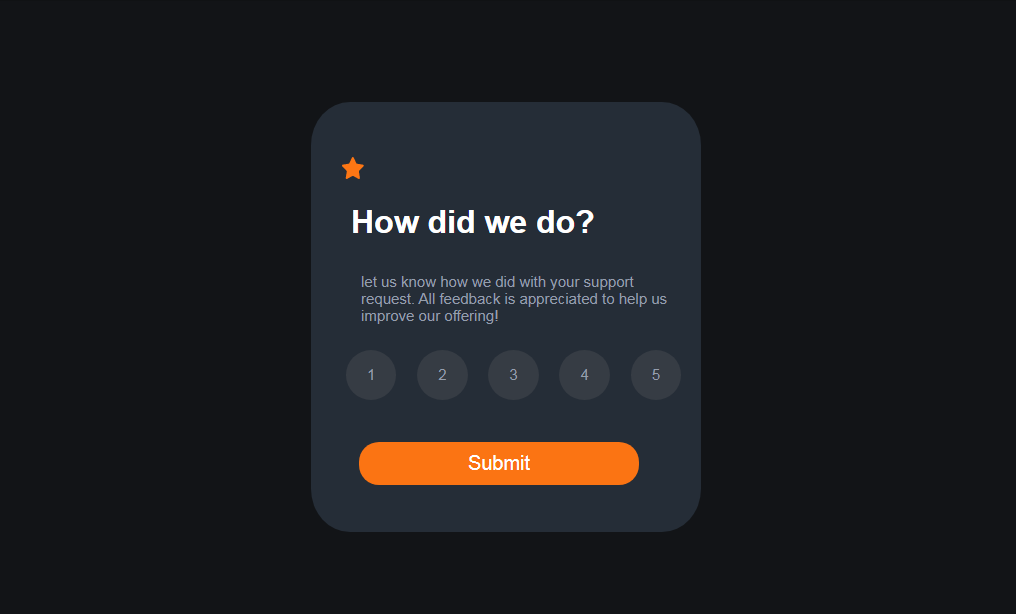 How did we do?
let us know how we did with your support
request. All feedback is appreciated to help us
improve our offering!
1 2 3 4 5
Submit